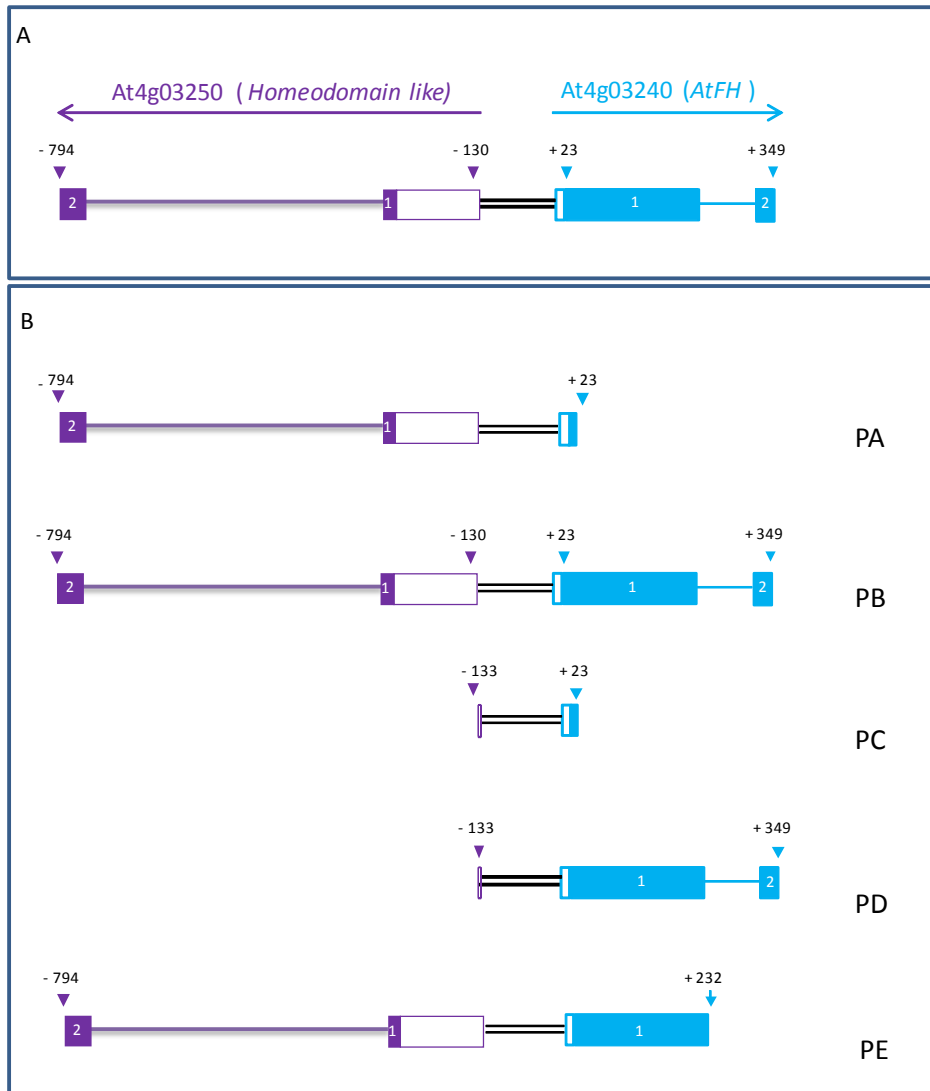 A
At4g03250 ( Homeodomain like) At4g03240 (AtFH )
- 794 - 130 + 23 + 349
2 1 1 2
B
- 794 + 23
2 1
PA
- 794 - 130 + 23 + 349
2 1 1 2
PB
- 133 + 23
PC
- 133 + 349
1 2
PD
- 794 + 232
2 1 1
PE